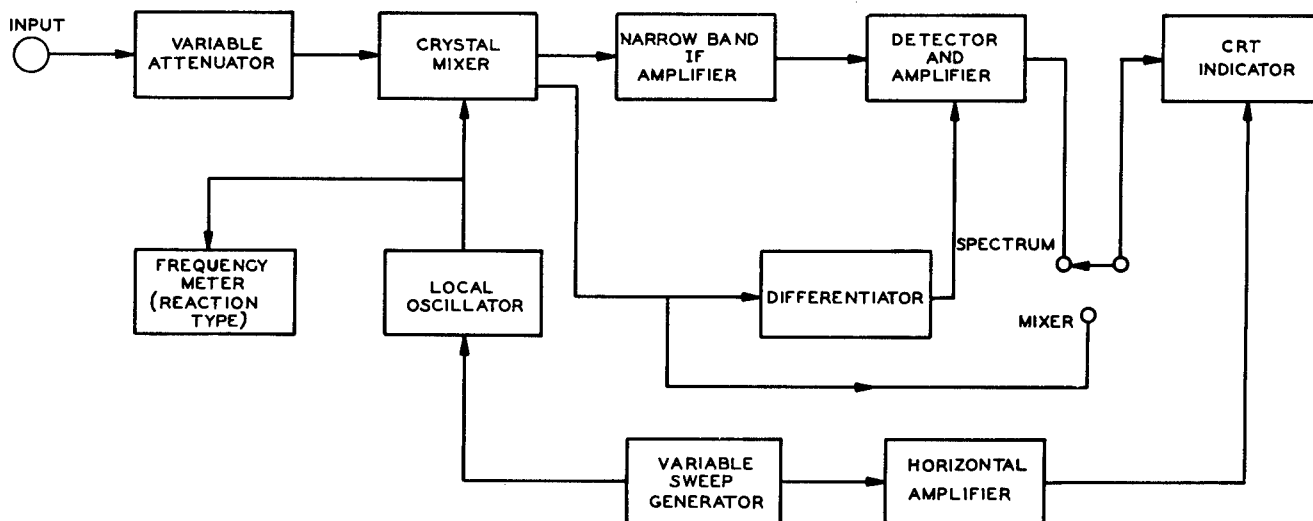 INPUT
VARIABLE
ATTENUATOR
CRYSTAL
MIXER
NARROW BAND
IF
AMPLIFIER
DETECTOR
AND
AMPLIFIER
CRT
INDICATOR
FREQUENCY
METER
(REACTION
TYPE)
LOCAL
OSCILLATOR
DIFFERENTIATOR
SPECTRUM
MIXER
VARIABLE
SWEEP
GENERATOR
HORIZONTAL
AMPLIFIER